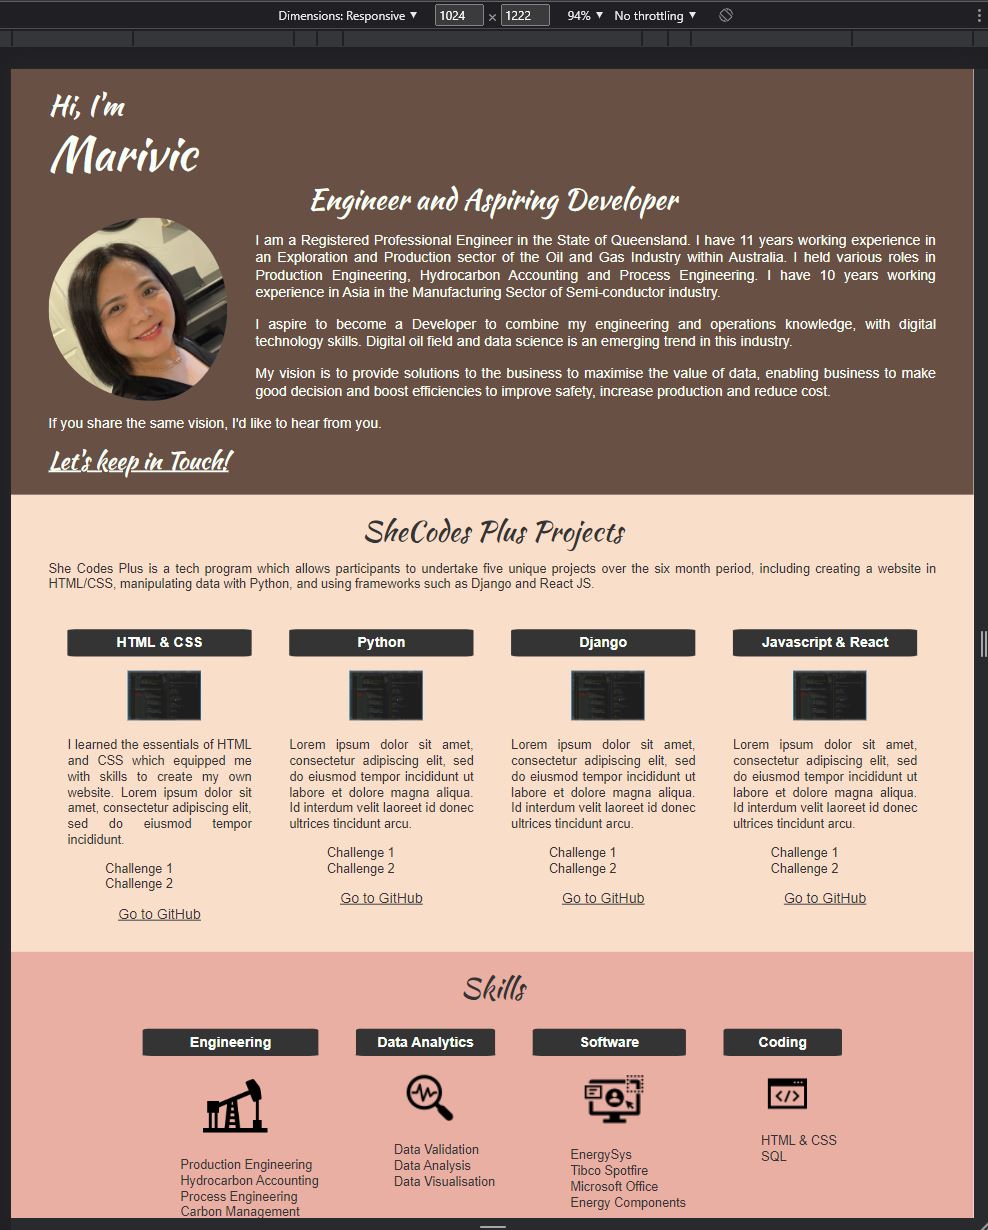 Dimensions: Responsive ▼ 1024 × 1222 94% ▼ No throttling ▼
Hi, I'm
Marivic
Engineer and Aspiring Developer
I am a Registered Professional Engineer in the State of Queensland. I have 11 years working experience in
an Exploration and Production sector of the Oil and Gas Industry within Australia. I held various roles in
Production Engineering, Hydrocarbon Accounting and Process Engineering. I have 10 years working
experience in Asia in the Manufacturing Sector of Semi-conductor industry.
I aspire to become a Developer to combine my engineering and operations knowledge, with digital
technology skills. Digital oil field and data science is an emerging trend in this industry.
My vision is to provide solutions to the business to maximise the value of data, enabling business to make
good decision and boost efficiencies to improve safety, increase production and reduce cost.
If you share the same vision, I'd like to hear from you.
Let's keep in Touch!
SheCodes Plus Projects
She Codes Plus is a tech program which allows participants to undertake five unique projects over the six month period, including creating a website in
HTML/CSS, manipulating data with Python, and using frameworks such as Django and React JS.
HTML & CSS
I learned the essentials of HTML
and CSS which equipped me
with skills to create my own
website. Lorem ipsum dolor sit
amet, consectetur adipiscing elit,
sed do eiusmod tempor
incididunt.
Challenge 1
Challenge 2
Go to GitHub
Python
Lorem ipsum dolor sit amet,
consectetur adipiscing elit, sed
do eiusmod tempor incididunt ut
labore et dolore magna aliqua.
Id interdum velit laoreet id donec
ultrices tincidunt arcu.
Challenge 1
Challenge 2
Go to GitHub
Django
Lorem ipsum dolor sit amet,
consectetur adipiscing elit, sed
do eiusmod tempor incididunt ut
labore et dolore magna aliqua.
Id interdum velit laoreet id donec
ultrices tincidunt arcu.
Challenge 1
Challenge 2
Go to GitHub
Javascript & React
Lorem ipsum dolor sit amet,
consectetur adipiscing elit, sed
do eiusmod tempor incididunt ut
labore et dolore magna aliqua.
Id interdum velit laoreet id donec
ultrices tincidunt arcu.
Challenge 1
Challenge 2
Go to GitHub
Skills
Engineering
Production Engineering
Hydrocarbon Accounting
Process Engineering
Carbon Management
Data Analytics
Data Validation
Data Analysis
Data Visualisation
Software
EnergySys
Tibco Spotfire
Microsoft Office
Energy Components
Coding
</>
HTML & CSS
SQL